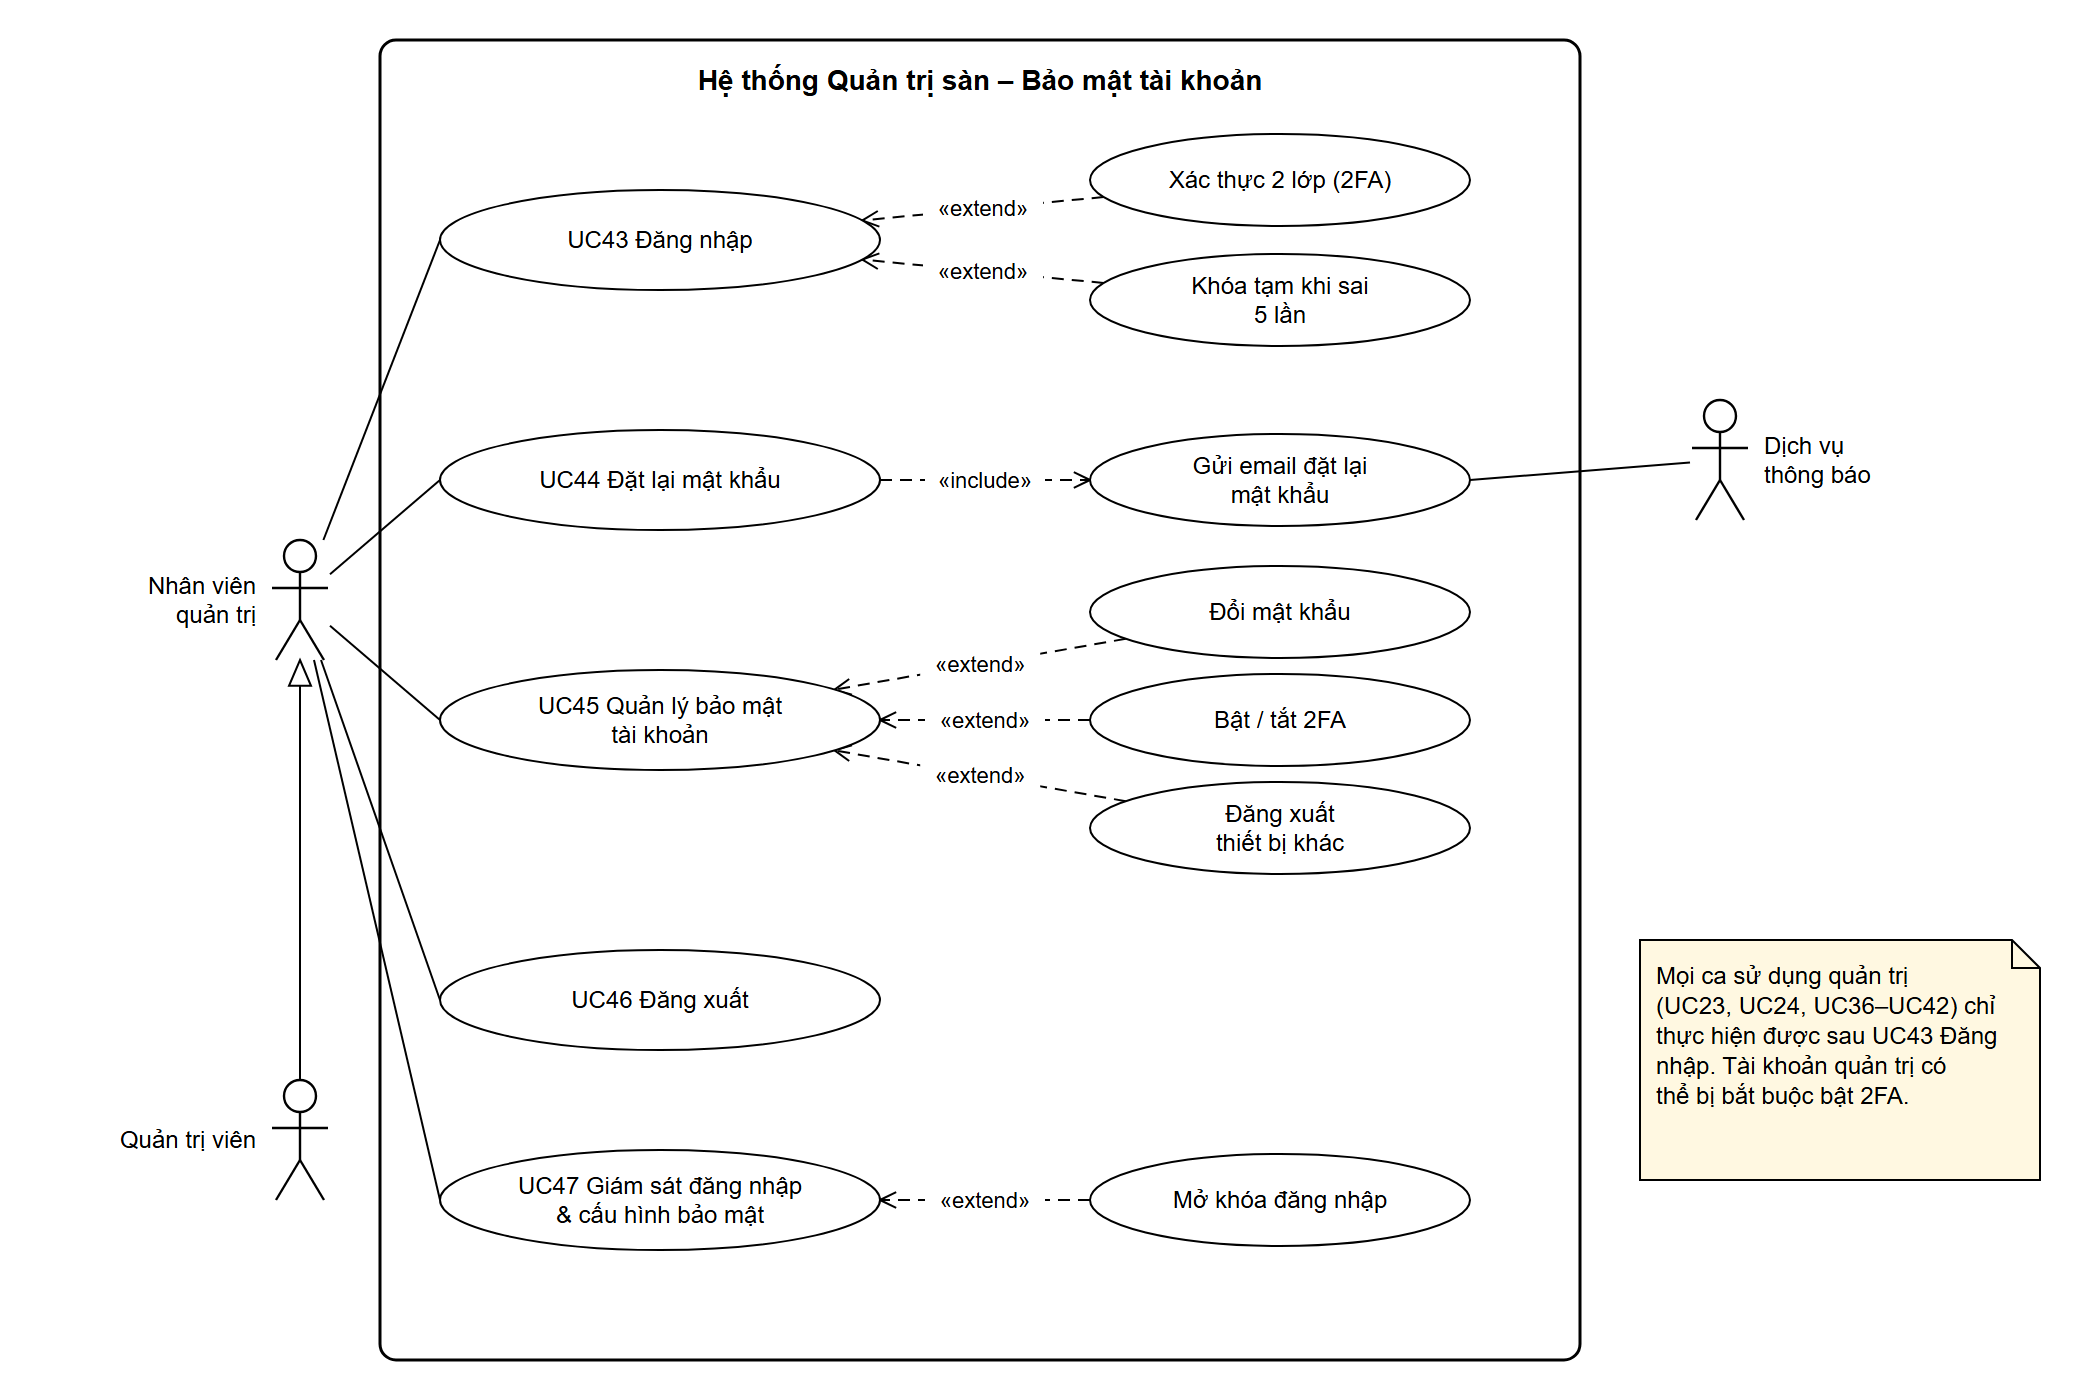 Hệ thống Quản trị sàn – Bảo mật tài khoản
Xác thực 2 lớp (2FA)
«extend»
UC43 Đăng nhập
«extend»
Khóa tạm khi sai
5 lần
UC44 Đặt lại mật khẩu
«include»
Gửi email đặt lại
mật khẩu
Dịch vụ
thông báo
Nhân viên
quản trị
Đổi mật khẩu
«extend»
UC45 Quản lý bảo mật
tài khoản
«extend»
Bật / tắt 2FA
«extend»
Đăng xuất
thiết bị khác
UC46 Đăng xuất
Mọi ca sử dụng quản trị
(UC23, UC24, UC36–UC42) chỉ
thực hiện được sau UC43 Đăng
nhập. Tài khoản quản trị có
thể bị bắt buộc bật 2FA.
Quản trị viên
UC47 Giám sát đăng nhập
& cấu hình bảo mật
«extend»
Mở khóa đăng nhập